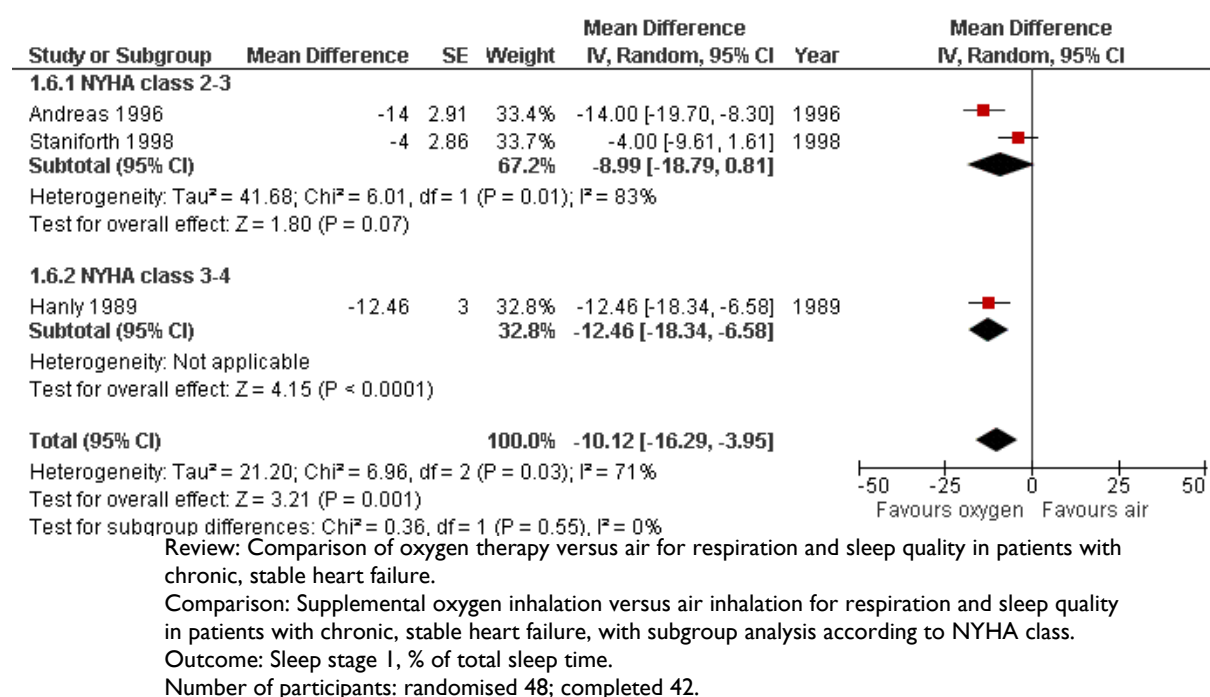 Mean Difference Mean Difference
Study or Subgroup Mean Difference SE Weight IV, Random, 95% CI Year IV, Random, 95% CI
1.6.1 NYHA class 2-3
Andreas 1996 -14 2.91 33.4% -14.00 [-19.70, -8.30] 1996
Staniforth 1998 -4 2.86 33.7% -4.00 [-9.61, 1.61] 1998
Subtotal (95% CI) 67.2% -8.99 [-18.79, 0.81]
Heterogeneity: Tau² = 41.68; Chi² = 6.01, df = 1 (P = 0.01); I² = 83%
Test for overall effect: Z = 1.80 (P = 0.07)
1.6.2 NYHA class 3-4
Hanly 1989 -12.46 3 32.8% -12.46 [-18.34, -6.58] 1989
Subtotal (95% CI) 32.8% -12.46 [-18.34, -6.58]
Heterogeneity: Not applicable
Test for overall effect: Z = 4.15 (P < 0.0001)
Total (95% CI) 100.0% -10.12 [-16.29, -3.95]
Heterogeneity: Tau² = 21.20; Chi² = 6.96, df = 2 (P = 0.03); I² = 71%
Test for overall effect: Z = 3.21 (P = 0.001)
Test for subgroup differences: Chi² = 0.36, df = 1 (P = 0.55), I² = 0%
-50 -25 0 25 50
Favours oxygen Favours air
Review: Comparison of oxygen therapy versus air for respiration and sleep quality in patients with
chronic, stable heart failure.
Comparison: Supplemental oxygen inhalation versus air inhalation for respiration and sleep quality
in patients with chronic, stable heart failure, with subgroup analysis according to NYHA class.
Outcome: Sleep stage 1, % of total sleep time.
Number of participants: randomised 48; completed 42.